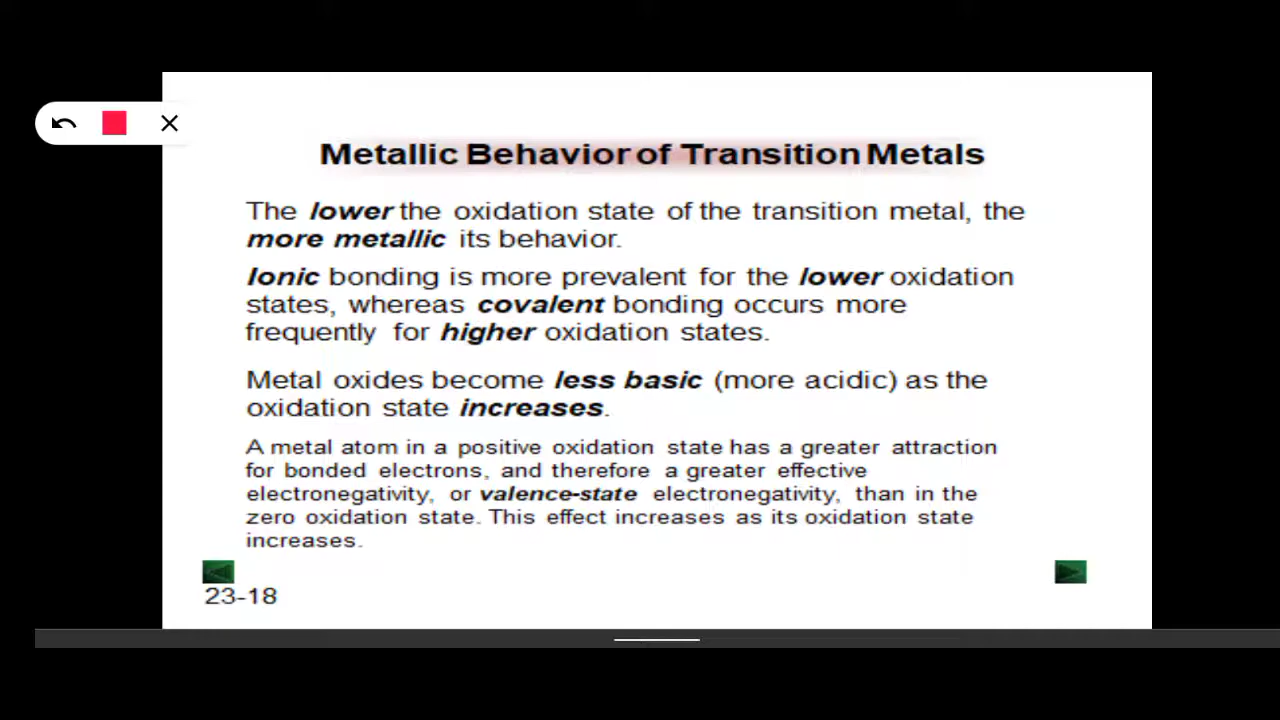 Metallic Behavior of Transition Metals
The lower the oxidation state of the transition metal, the
more metallic its behavior.
Ionic bonding is more prevalent for the lower oxidation
states, whereas covalent bonding occurs more
frequently for higher oxidation states.
Metal oxides become less basic (more acidic) as the
oxidation state increases.
A metal atom in a positive oxidation state has a greater attraction
for bonded electrons, and therefore a greater effective
electronegativity, or valence-state electronegativity, than in the
zero oxidation state. This effect increases as its oxidation state
increases.
23-18